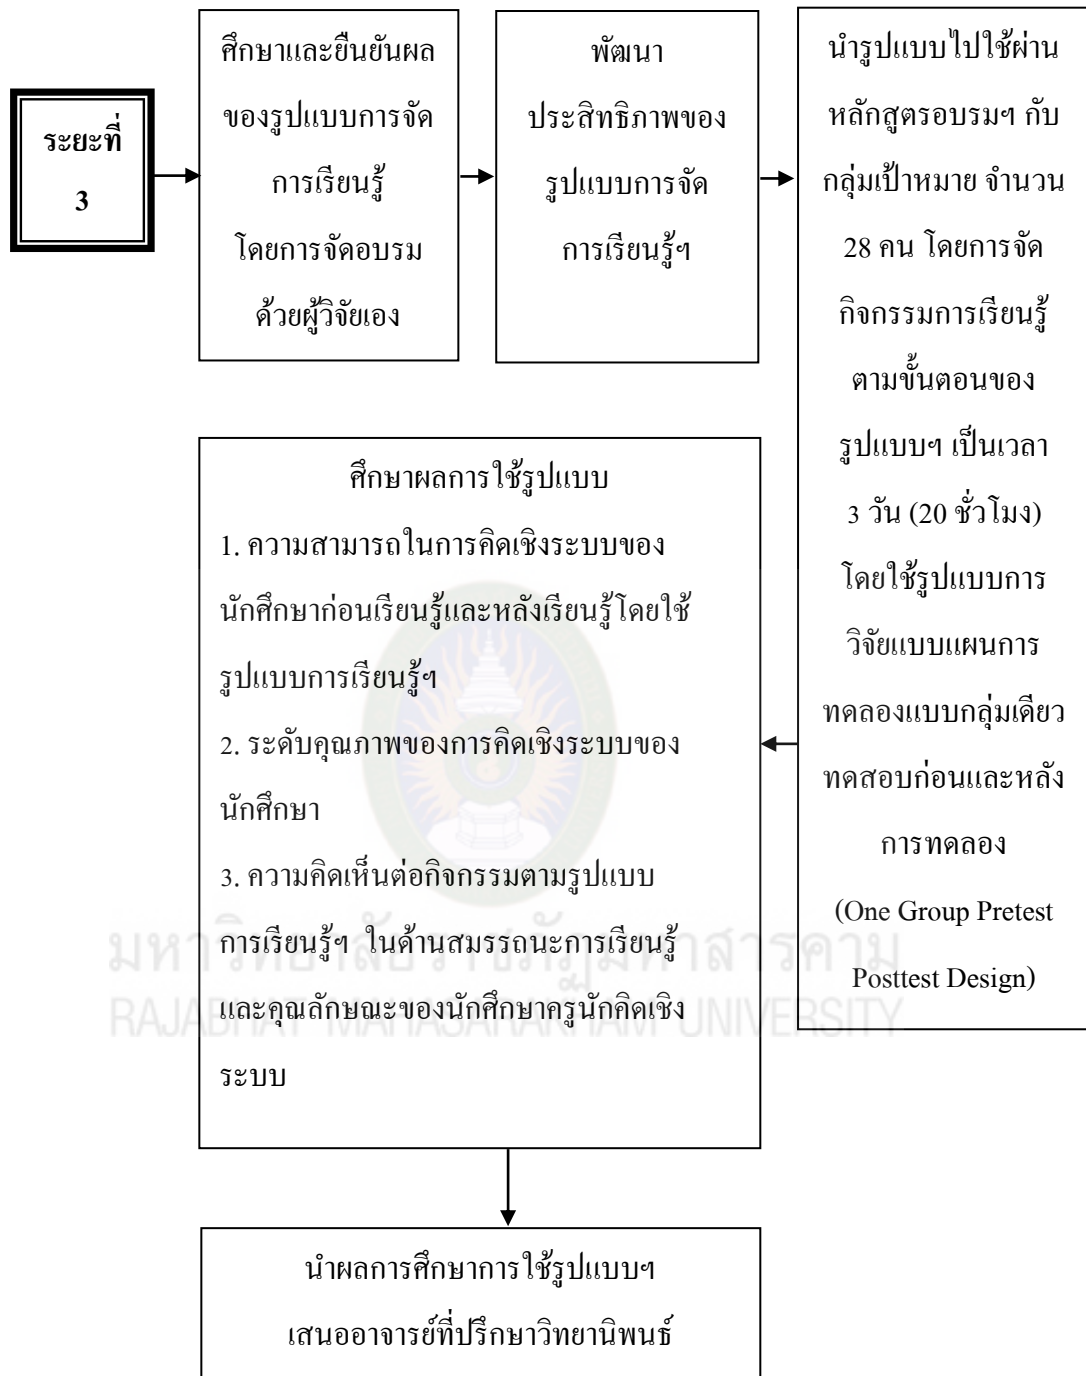 ระยะที่
3
ศึกษาและยืนยันผล
ของรูปแบบการจัด
การเรียนรู้
โดยการจัดอบรม
ด้วยผู้วิจัยเอง
พัฒนา
ประสิทธิภาพของ
รูปแบบการจัด
การเรียนรู้ฯ
นำรูปแบบไปใช้ผ่าน
หลักสูตรอบรมฯ กับ
กลุ่มเป้าหมาย จำนวน
28 คน โดยการจัด
กิจกรรมการเรียนรู้
ตามขั้นตอนของ
รูปแบบฯ เป็นเวลา
3 วัน (20 ชั่วโมง)
โดยใช้รูปแบบการ
วิจัยแบบแผนการ
ทดลองแบบกลุ่มเดียว
ทดสอบก่อนและหลัง
การทดลอง
(One Group Pretest
Posttest Design)
ศึกษาผลการใช้รูปแบบ
1. ความสามารถในการคิดเชิงระบบของ
นักศึกษาก่อนเรียนรู้และหลังเรียนรู้โดยใช้
รูปแบบการเรียนรู้ฯ
2. ระดับคุณภาพของการคิดเชิงระบบของ
นักศึกษา
3. ความคิดเห็นต่อกิจกรรมตามรูปแบบ
การเรียนรู้ฯ ในด้านสมรรถนะการเรียนรู้
และคุณลักษณะของนักศึกษาครูนักคิดเชิง
ระบบ
มหาวิทยาลัยราชภัฏมหาสารคาม
RAJABHAT MAHASARAKHAM UNIVERSITY
นำผลการศึกษาการใช้รูปแบบฯ
เสนออาจารย์ที่ปรึกษาวิทยานิพนธ์